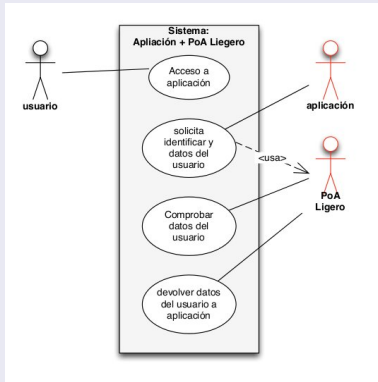 Sistema:
Apliación + PoA Liegero
usuario
Acceso a
aplicación
aplicación
solicita
identificar y
datos del
usuario
<usa>
PoA
Ligero
Comprobar
datos del
usuario
devolver datos
del usuario a
aplicación